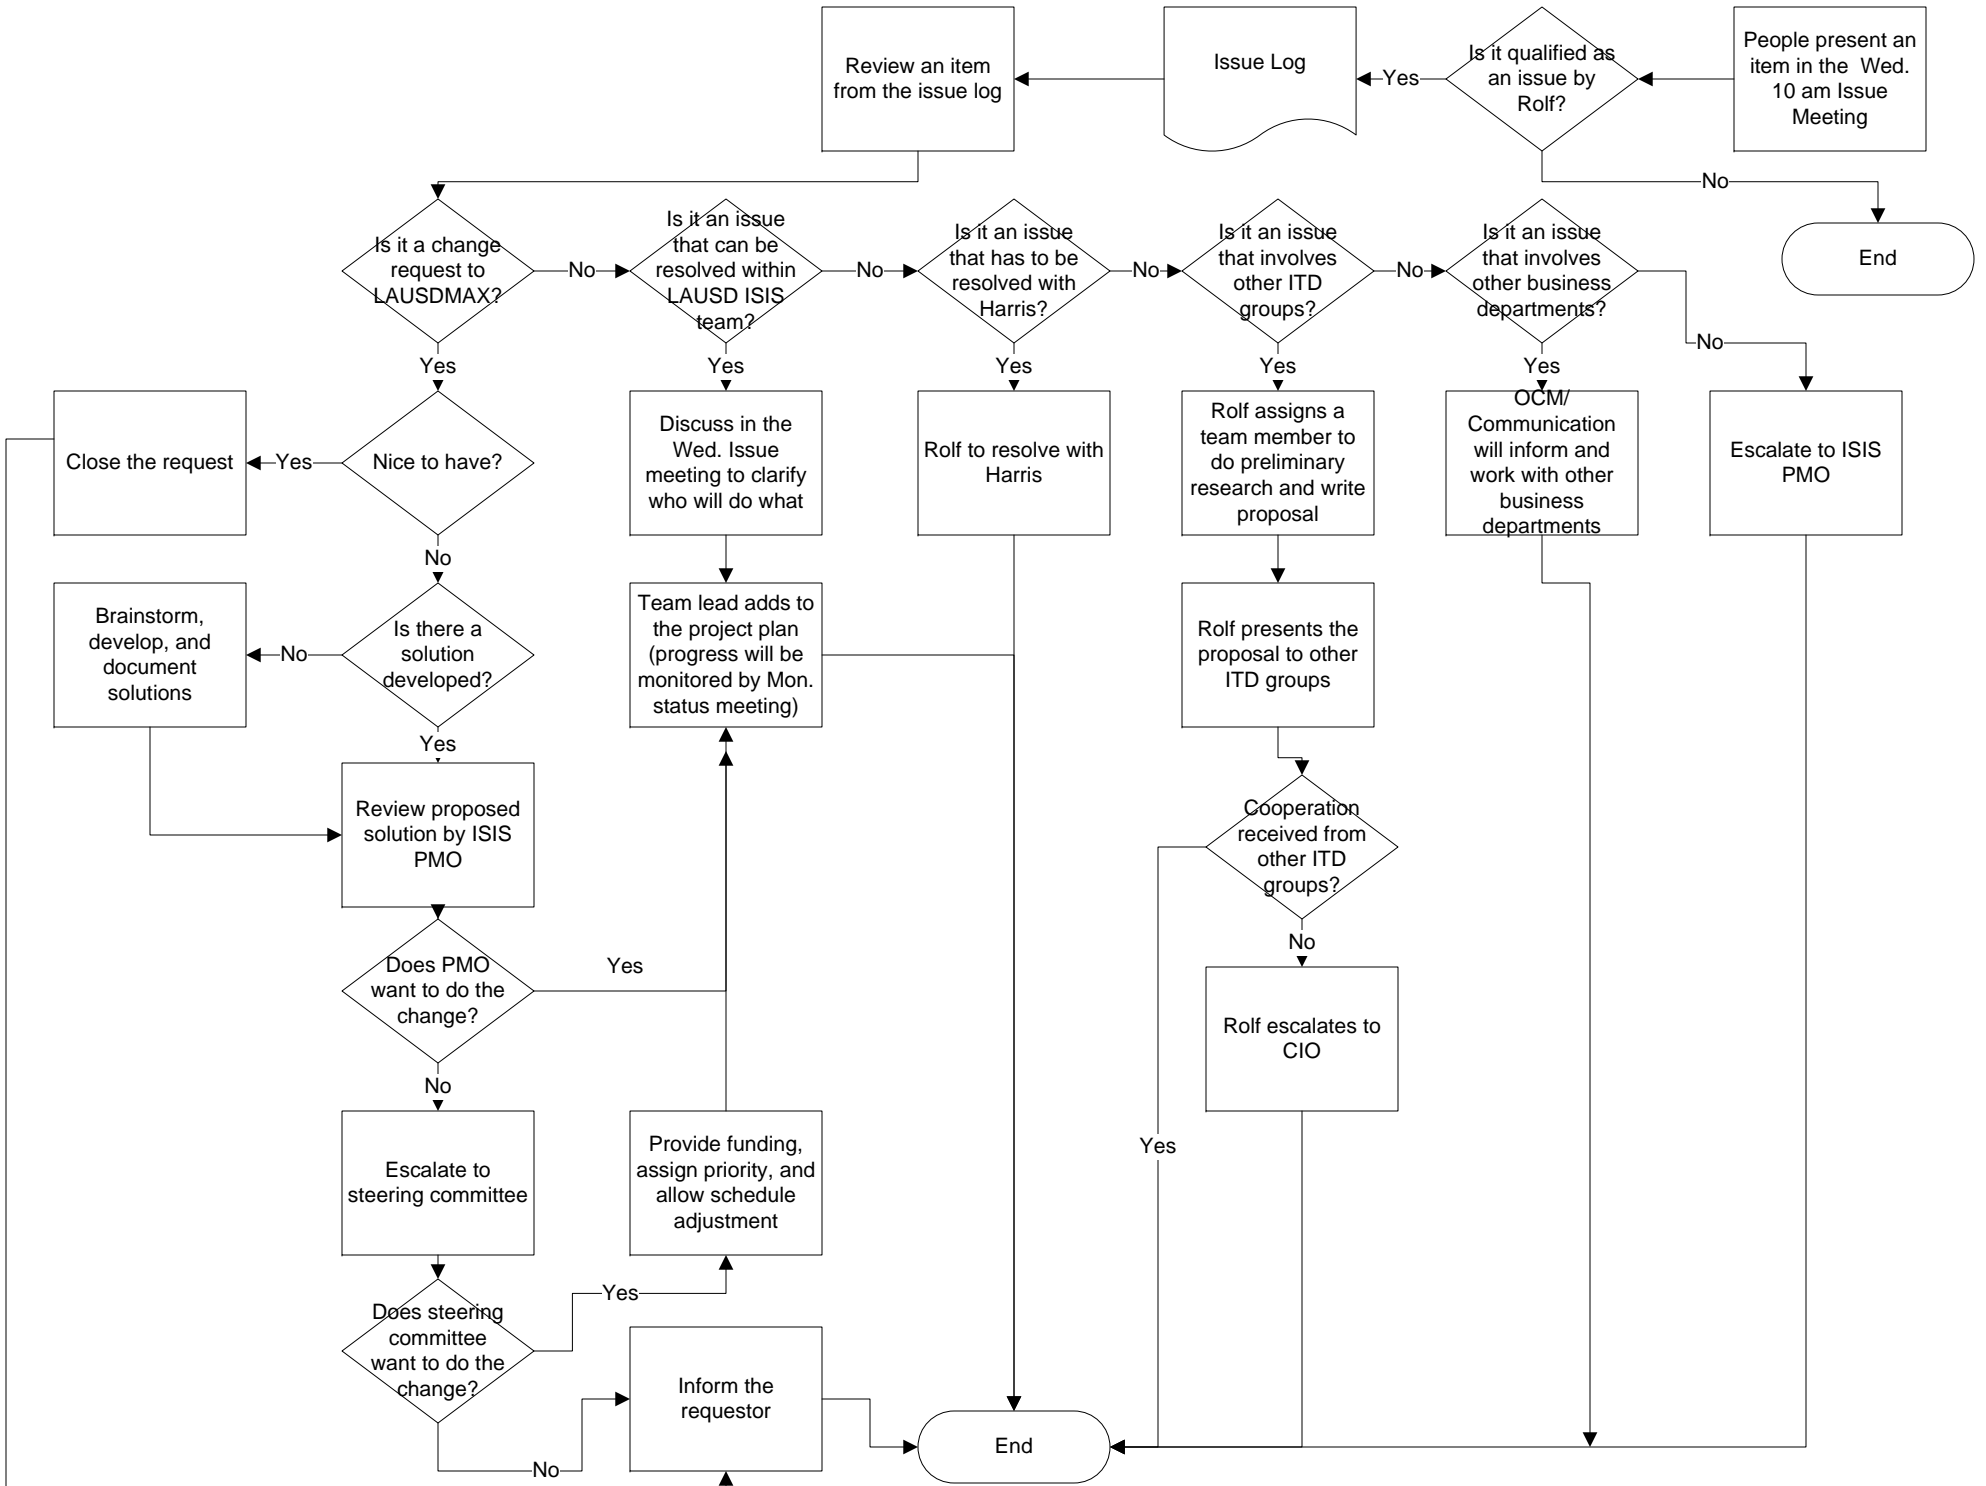 Review an item
from the issue log
Issue Log
Yes
Is it qualified as
an issue by
Rolf?
People present an
item in the Wed.
10 am Issue
Meeting
No
End
Is it a change
request to
LAUSDMAX?
No
Is it an issue
that can be
resolved within
LAUSD ISIS
team?
No
Is it an issue
that has to be
resolved with
Harris?
No
Is it an issue
that involves
other ITD
groups?
No
Is it an issue
that involves
other business
departments?
No
Yes
Yes
Yes
Yes
Yes
Close the request
Yes
Nice to have?
Discuss in the
Wed. Issue
meeting to clarify
who will do what
Rolf to resolve with
Harris
Rolf assigns a
team member to
do preliminary
research and write
proposal
OCM/
Communication
will inform and
work with other
business
departments
Escalate to ISIS
PMO
No
Brainstorm,
develop, and
document
solutions
No
Is there a
solution
developed?
Team lead adds to
the project plan
(progress will be
monitored by Mon.
status meeting)
Rolf presents the
proposal to other
ITD groups
Yes
Review proposed
solution by ISIS
PMO
Cooperation
received from
other ITD
groups?
No
Does PMO
want to do the
change?
Yes
Rolf escalates to
CIO
No
Yes
Escalate to
steering committee
Provide funding,
assign priority, and
allow schedule
adjustment
Yes
Does steering
committee
want to do the
change?
Inform the
requestor
No
End